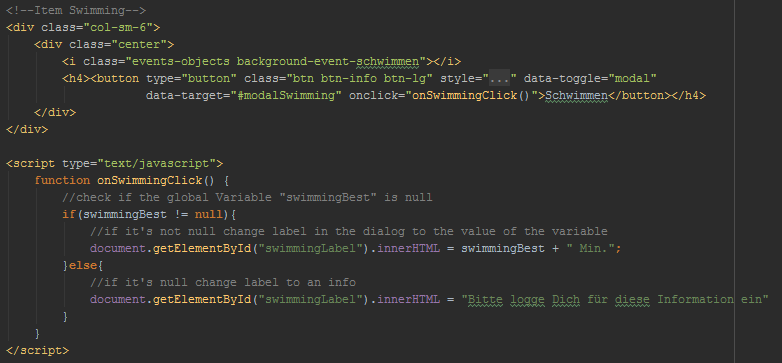 <!--Item Swimming-->
<div class="col-sm-6">
    <div class="center">
        <i class="events-objects background-event-schwimmen"></i>
        <h4><button type="button" class="btn btn-info btn-lg" style="..." data-toggle="modal"
                    data-target="#modalSwimming" onclick="onSwimmingClick()">Schwimmen</button></h4>
    </div>
</div>

<script type="text/javascript">
    function onSwimmingClick() {
        //check if the global Variable "swimmingBest" is null
        if(swimmingBest != null){
            //if it's not null change label in the dialog to the value of the variable
            document.getElementById("swimmingLabel").innerHTML = swimmingBest + " Min.";
        }else{
            //if it's null change label to an info
            document.getElementById("swimmingLabel").innerHTML = "Bitte logge Dich für diese Information ein"
        }
    }
</script>